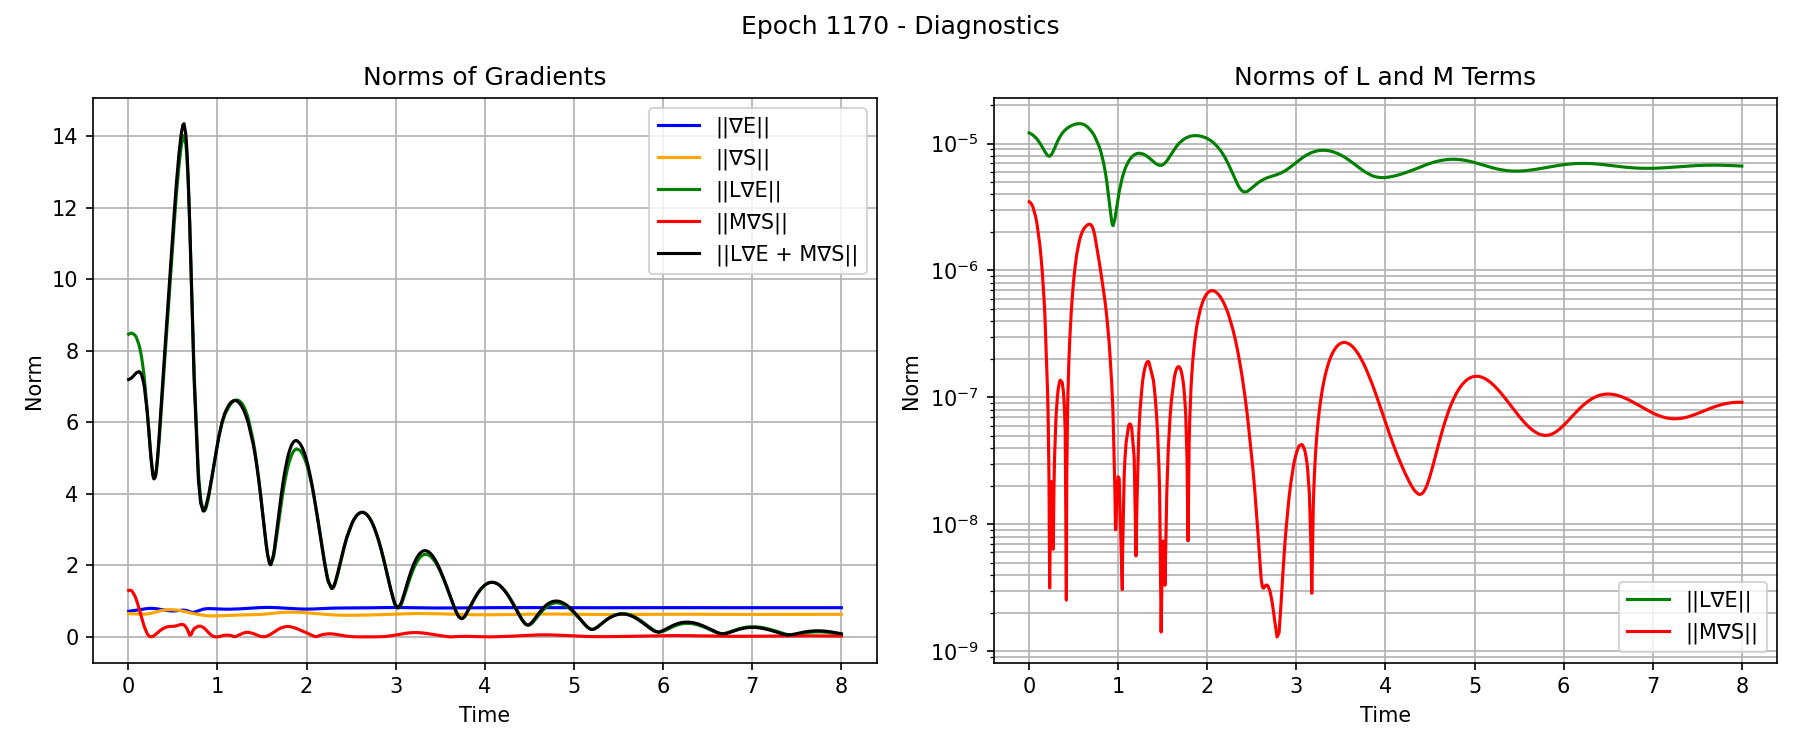 Epoch 1170 - Diagnostics
Norms of Gradients
Norm
14
12
10
8
6
4
2
0
0 1 2 3 4 5 6 7 8
Time
||∇E||
||∇S||
||L∇E||
||M∇S||
||L∇E + M∇S||
Norms of L and M Terms
Norm
10⁻⁵
10⁻⁶
10⁻⁷
10⁻⁸
10⁻⁹
0 1 2 3 4 5 6 7 8
Time
||L∇E||
||M∇S||